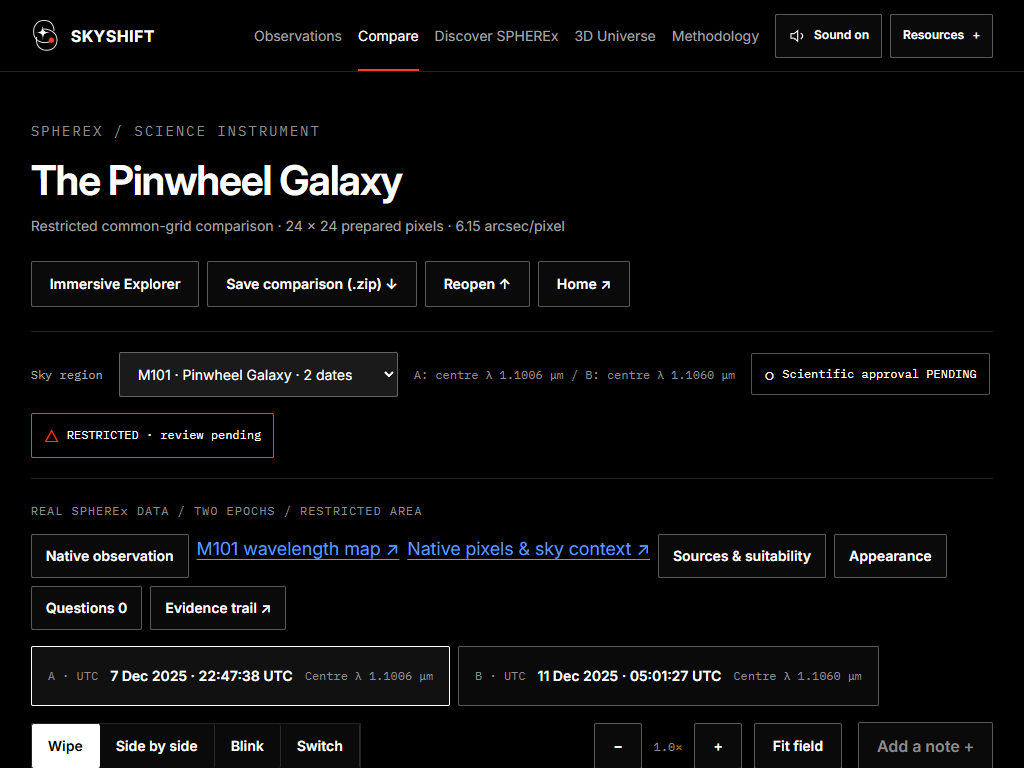 SKYSHIFT Observations Compare Discover SPHEREx 3D Universe Methodology Sound on Resources +
SPHEREX / SCIENCE INSTRUMENT
The Pinwheel Galaxy
Restricted common-grid comparison · 24 × 24 prepared pixels · 6.15 arcsec/pixel
Immersive Explorer Save comparison (.zip) ↓ Reopen ↑ Home ↗
Sky region M101 · Pinwheel Galaxy · 2 dates A: centre λ 1.1006 µm / B: centre λ 1.1060 µm Scientific approval PENDING
RESTRICTED · review pending
REAL SPHEREx DATA / TWO EPOCHS / RESTRICTED AREA
Native observation M101 wavelength map ↗ Native pixels & sky context ↗ Sources & suitability Appearance
Questions 0 Evidence trail ↗
A · UTC 7 Dec 2025 · 22:47:38 UTC Centre λ 1.1006 µm B · UTC 11 Dec 2025 · 05:01:27 UTC Centre λ 1.1060 µm
Wipe Side by side Blink Switch − 1.0× + Fit field Add a note +